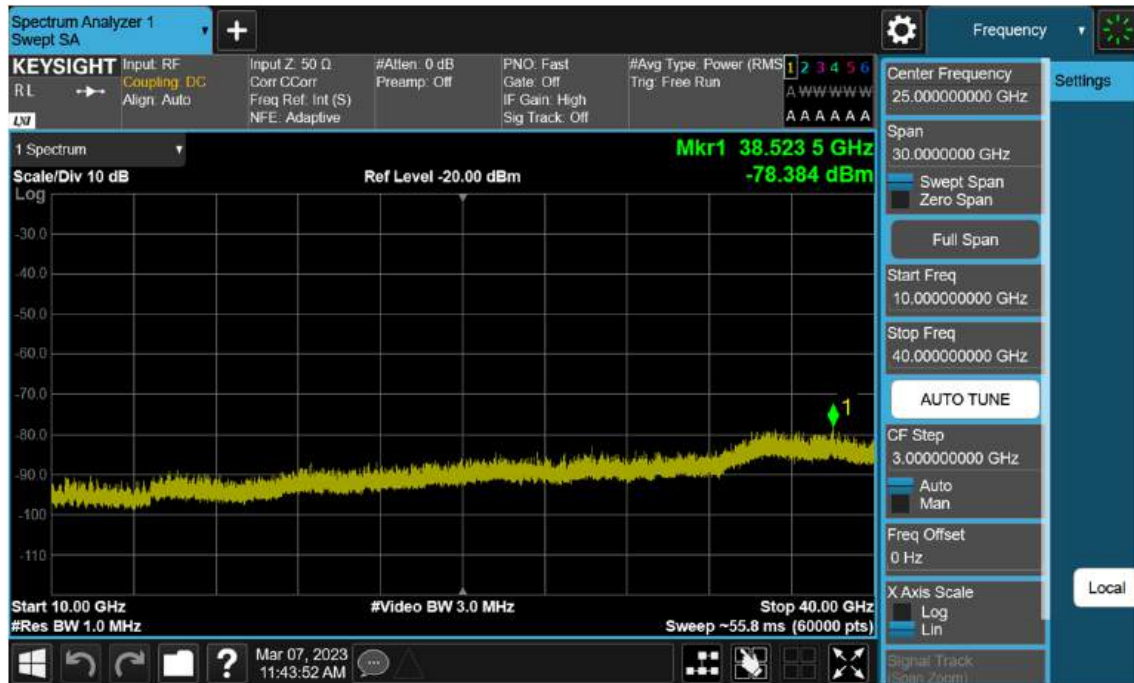 Spectrum Analyzer 1
Swept SA
+
Frequency
KEYSIGHT
RL
LXI
Input: RF
Coupling: DC
Align: Auto
Input Z: 50 Ω
Corr CCorr
Freq Ref: Int (S)
NFE: Adaptive
#Atten: 0 dB
Preamp: Off
PNO: Fast
Gate: Off
IF Gain: High
Sig Track: Off
#Avg Type: Power (RMS
Trig: Free Run
1 2 3 4 5 6
A W W W W W
A A A A A A
1 Spectrum
Scale/Div 10 dB
Ref Level -20.00 dBm
Mkr1 38.523 5 GHz
-78.384 dBm
Log
-30.0
-40.0
-50.0
-60.0
-70.0
-80.0
-90.0
-100
-110
1
Start 10.00 GHz
#Res BW 1.0 MHz
#Video BW 3.0 MHz
Stop 40.00 GHz
Sweep ~55.8 ms (60000 pts)
Center Frequency
25.000000000 GHz
Span
30.0000000 GHz
Swept Span
Zero Span
Full Span
Start Freq
10.000000000 GHz
Stop Freq
40.000000000 GHz
AUTO TUNE
CF Step
3.000000000 GHz
Auto
Man
Freq Offset
0 Hz
X Axis Scale
Log
Lin
Signal Track
(Span Zoom)
Settings
Local
?
Mar 07, 2023
11:43:52 AM